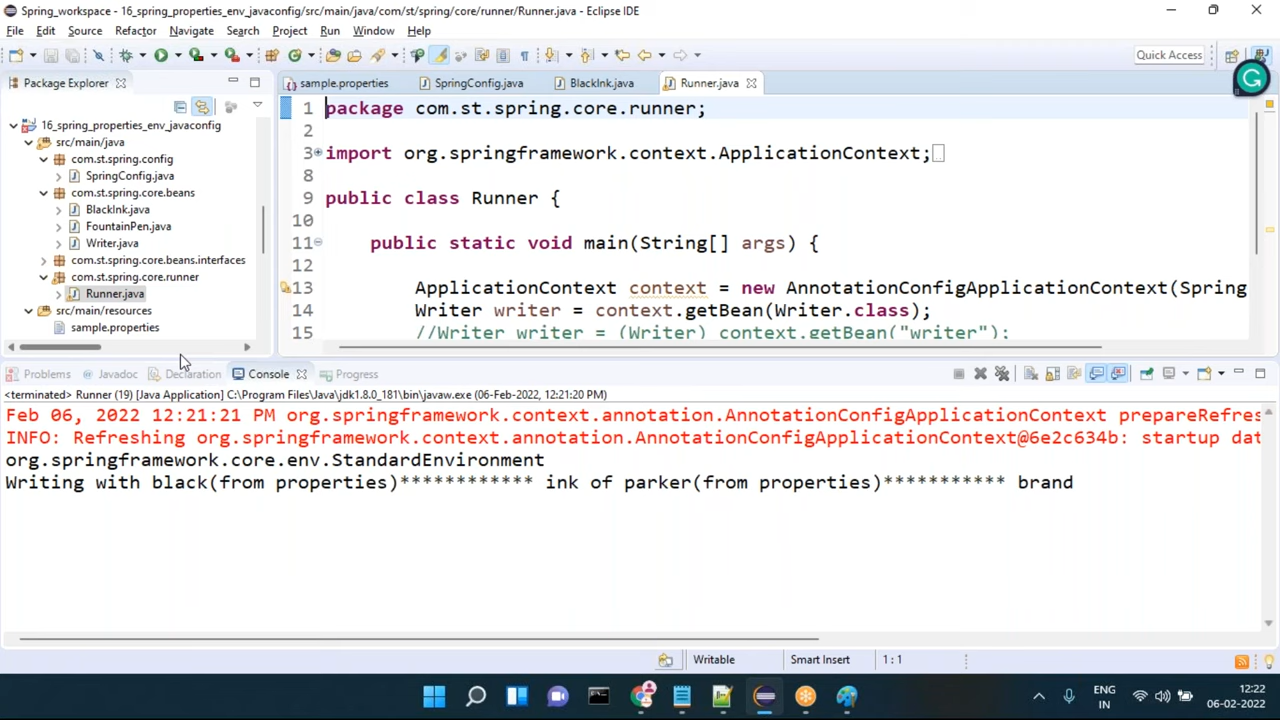 Spring_workspace - 16_spring_properties_env_javaconfig/src/main/java/com/st/spring/core/runner/Runner.java - Eclipse IDE
File Edit Source Refactor Navigate Search Project Run Window Help
Quick Access
Package Explorer
16_spring_properties_env_javaconfig
src/main/java
com.st.spring.config
SpringConfig.java
com.st.spring.core.beans
BlackInk.java
FountainPen.java
Writer.java
com.st.spring.core.beans.interfaces
com.st.spring.core.runner
Runner.java
src/main/resources
sample.properties
sample.properties SpringConfig.java BlackInk.java Runner.java
1 package com.st.spring.core.runner;
2
3 import org.springframework.context.ApplicationContext;
8
9 public class Runner {
10
11 public static void main(String[] args) {
12
13 ApplicationContext context = new AnnotationConfigApplicationContext(Spring
14 Writer writer = context.getBean(Writer.class);
15 //Writer writer = (Writer) context.getBean("writer");
Problems @ Javadoc Declaration Console Progress
<terminated> Runner (19) [Java Application] C:\Program Files\Java\jdk1.8.0_181\bin\javaw.exe (06-Feb-2022, 12:21:20 PM)
Feb 06, 2022 12:21:21 PM org.springframework.context.annotation.AnnotationConfigApplicationContext prepareRefres
INFO: Refreshing org.springframework.context.annotation.AnnotationConfigApplicationContext@6e2c634b: startup dat
org.springframework.core.env.StandardEnvironment
Writing with black(from properties)************ ink of parker(from properties)*********** brand
Writable Smart Insert 1 : 1
ENG
IN
12:22
06-02-2022